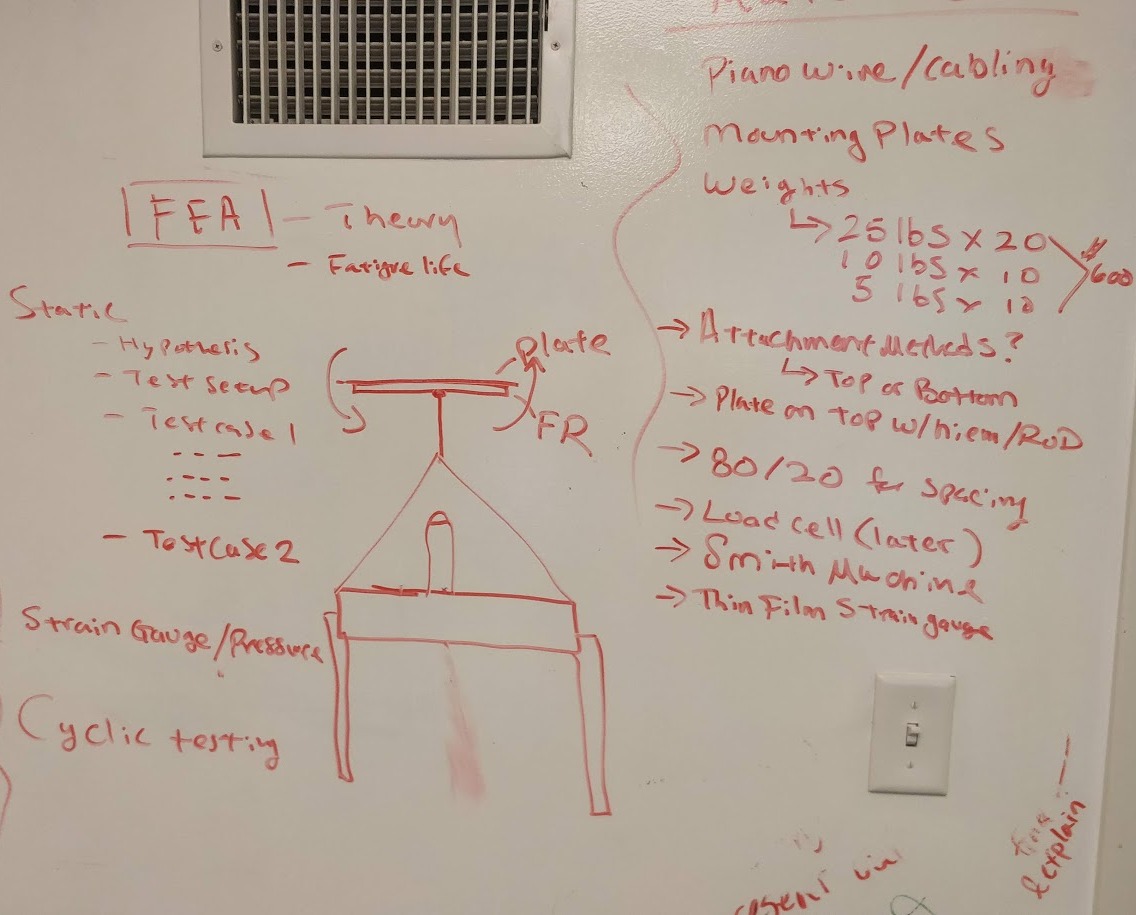 FEA - Theory
- Fatigue life
Static
- Hypothesis
- Test setup
- Test case 1
- Test Case 2
Strain Gauge/Pressure
Cyclic testing
Plate
FR
Piano wire/cabling
Mounting Plates
Weights
↳ 25 lbs x 20
10 lbs x 10
5 lbs x 10
$600
→ Attachment Methods?
↳ Top or Bottom
→ Plate on top w/hiem/ROD
→ 80/20 for spacing
→ Load cell (later)
→ Smith Machine
→ Thin Film Strain gauge
& explain